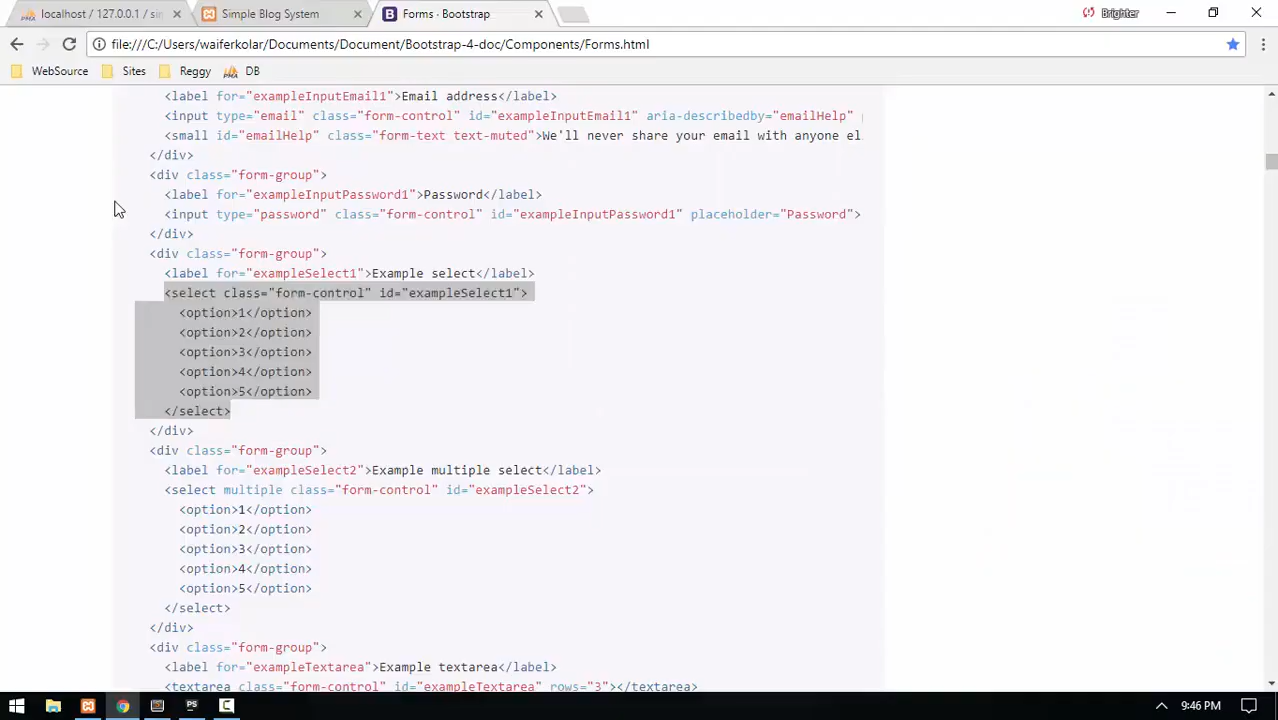 localhost / 127.0.0.1 / sim
Simple Blog System
Forms - Bootstrap
Brighter
file:///C:/Users/waiferkolar/Documents/Document/Bootstrap-4-doc/Components/Forms.html
WebSource
Sites
Reggy
DB
<label for="exampleInputEmail1">Email address</label>
<input type="email" class="form-control" id="exampleInputEmail1" aria-describedby="emailHelp"
<small id="emailHelp" class="form-text text-muted">We'll never share your email with anyone el
</div>
<div class="form-group">
<label for="exampleInputPassword1">Password</label>
<input type="password" class="form-control" id="exampleInputPassword1" placeholder="Password">
</div>
<div class="form-group">
<label for="exampleSelect1">Example select</label>
<select class="form-control" id="exampleSelect1">
<option>1</option>
<option>2</option>
<option>3</option>
<option>4</option>
<option>5</option>
</select>
</div>
<div class="form-group">
<label for="exampleSelect2">Example multiple select</label>
<select multiple class="form-control" id="exampleSelect2">
<option>1</option>
<option>2</option>
<option>3</option>
<option>4</option>
<option>5</option>
</select>
</div>
<div class="form-group">
<label for="exampleTextarea">Example textarea</label>
<textarea class="form-control" id="exampleTextarea" rows="3"></textarea>
9:46 PM